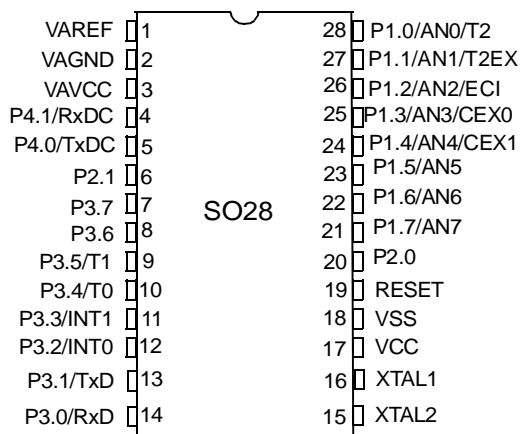 VAREF 1 28 P1.0/AN0/T2
VAGND 2 27 P1.1/AN1/T2EX
VAVCC 3 26 P1.2/AN2/ECI
P4.1/RxDC 4 25 P1.3/AN3/CEX0
P4.0/TxDC 5 24 P1.4/AN4/CEX1
P2.1 6 23 P1.5/AN5
P3.7 7 SO28 22 P1.6/AN6
P3.6 8 21 P1.7/AN7
P3.5/T1 9 20 P2.0
P3.4/T0 10 19 RESET
P3.3/INT1 11 18 VSS
P3.2/INT0 12 17 VCC
P3.1/TxD 13 16 XTAL1
P3.0/RxD 14 15 XTAL2